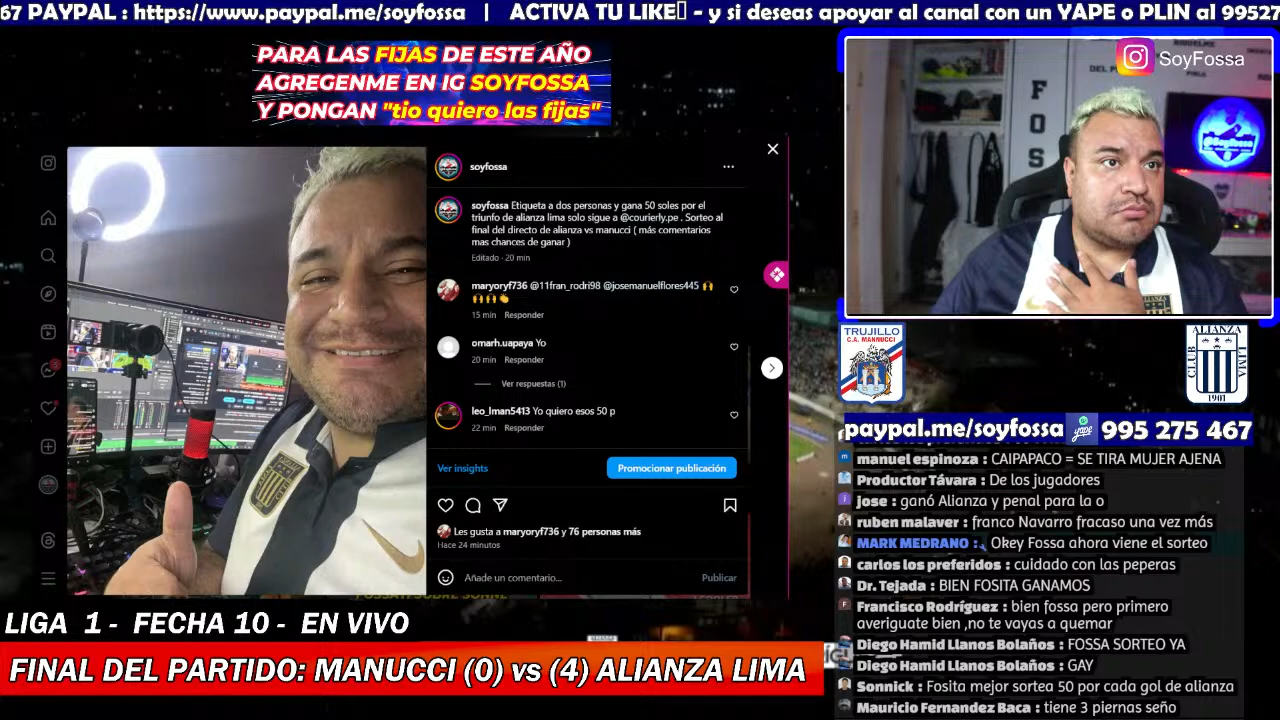 67 PAYPAL : https://www.paypal.me/soyfossa | ACTIVA TU LIKE - y si deseas apoyar al canal con un YAPE o PLIN al 99527
PARA LAS FIJAS DE ESTE AÑO
AGREGENME EN IG SOYFOSSA
Y PONGAN "tio quiero las fijas"
SoyFossa
FOS
soyfossa
soyfossa Etiqueta a dos personas y gana 50 soles por el
triunfo de alianza lima solo sigue a @courierly.pe . Sorteo al
final del directo de alianza vs manucci ( más comentarios
mas chances de ganar )
Editado · 20 min
maryoryf736 @11fran_rodri98 @josemanuelflores445 🙌
🙌🙌👏
15 min Responder
omarh.uapaya Yo
20 min Responder
Ver respuestas (1)
leo_lman5413 Yo quiero esos 50 p
22 min Responder
Ver insights
Promocionar publicación
Les gusta a maryoryf736 y 76 personas más
Hace 24 minutos
Añade un comentario...
Publicar
TRUJILLO
C.A. MANNUCCI
ALIANZA
CLUB
LIMA
1901
paypal.me/soyfossa yape 995 275 467
manuel espinoza : CAIPAPACO = SE TIRA MUJER AJENA
Productor Távara : De los jugadores
jose : ganó Alianza y penal para la o
ruben malaver : franco Navarro fracaso una vez más
MARK MEDRANO : Okey Fossa ahora viene el sorteo
carlos los preferidos : cuidado con las peperas
Dr. Tejada : BIEN FOSITA GANAMOS
Francisco Rodríguez : bien fossa pero primero
averiguate bien ,no te vayas a quemar
Diego Hamid Llanos Bolaños : FOSSA SORTEO YA
Diego Hamid Llanos Bolaños : GAY
Sonnick : Fosita mejor sortea 50 por cada gol de alianza
Mauricio Fernandez Baca : tiene 3 piernas seño
LIGA 1 - FECHA 10 - EN VIVO
FINAL DEL PARTIDO: MANUCCI (0) vs (4) ALIANZA LIMA